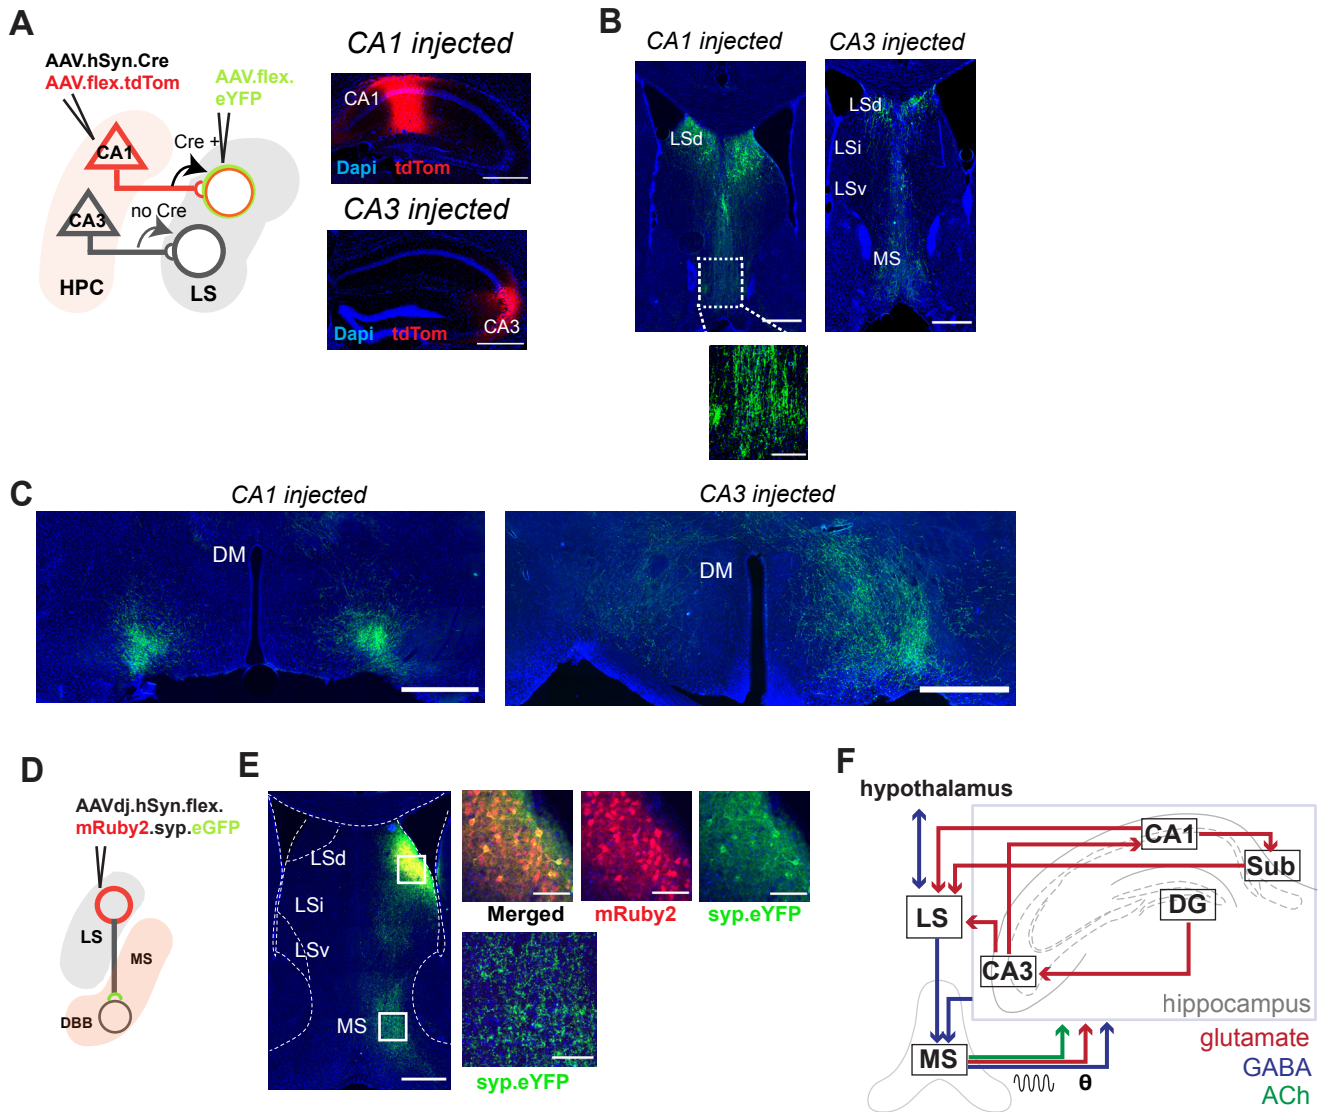 A
AAV.hSyn.Cre
AAV.flex.tdTom
AAV.flex.
eYFP
CA1
Cre +
CA3
no Cre
HPC
LS
CA1 injected
CA1
Dapi tdTom
CA3 injected
CA3
Dapi tdTom
B
CA1 injected
LSd
CA3 injected
LSd
LSi
LSv
MS
C
CA1 injected
DM
CA3 injected
DM
D
AAVdj.hSyn.flex.
mRuby2.syp.eGFP
LS
MS
DBB
E
LSd
LSi
LSv
MS
Merged
mRuby2
syp.eYFP
syp.eYFP
F
hypothalamus
CA1
Sub
DG
LS
CA3
hippocampus
MS
θ
glutamate
GABA
ACh